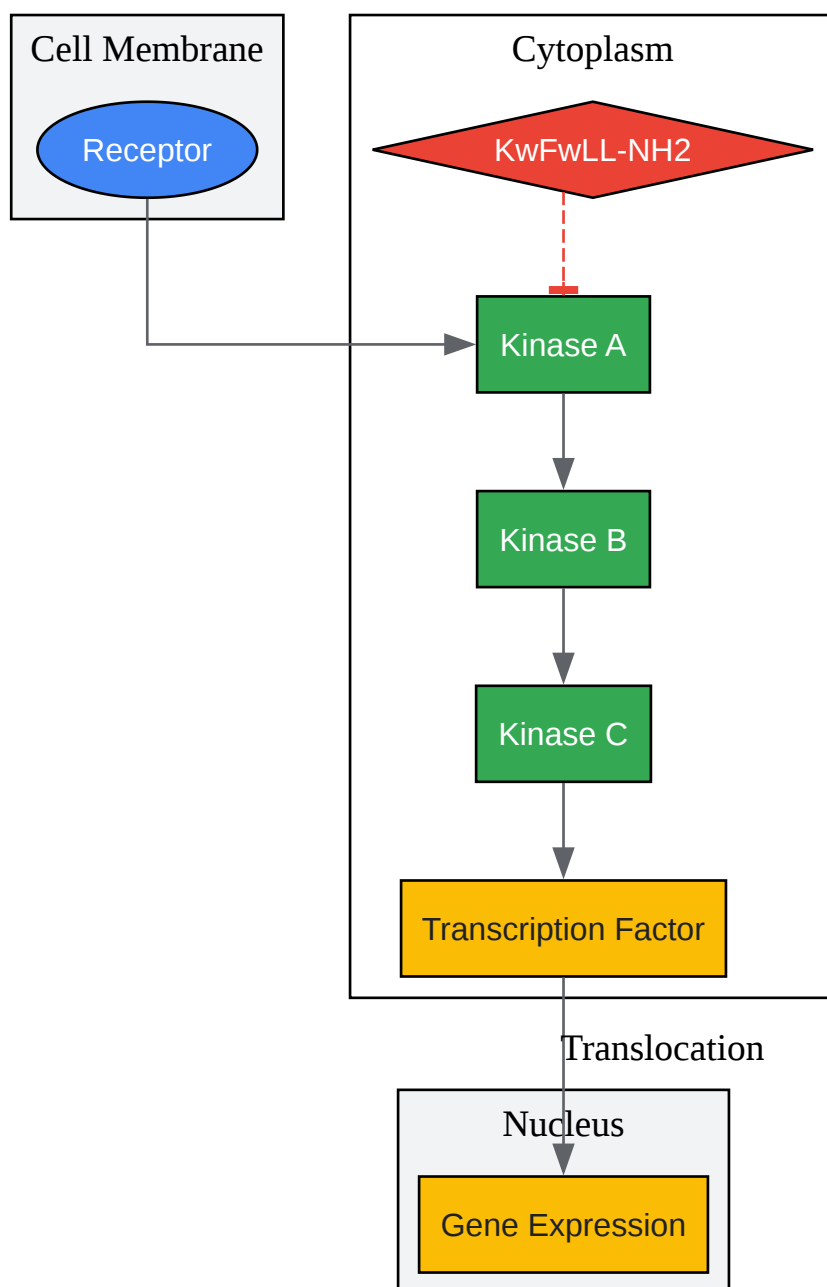 Cell Membrane
Receptor
Cytoplasm
KwFwLL-NH2
Kinase A
Kinase B
Kinase C
Transcription Factor
Translocation
Nucleus
Gene Expression